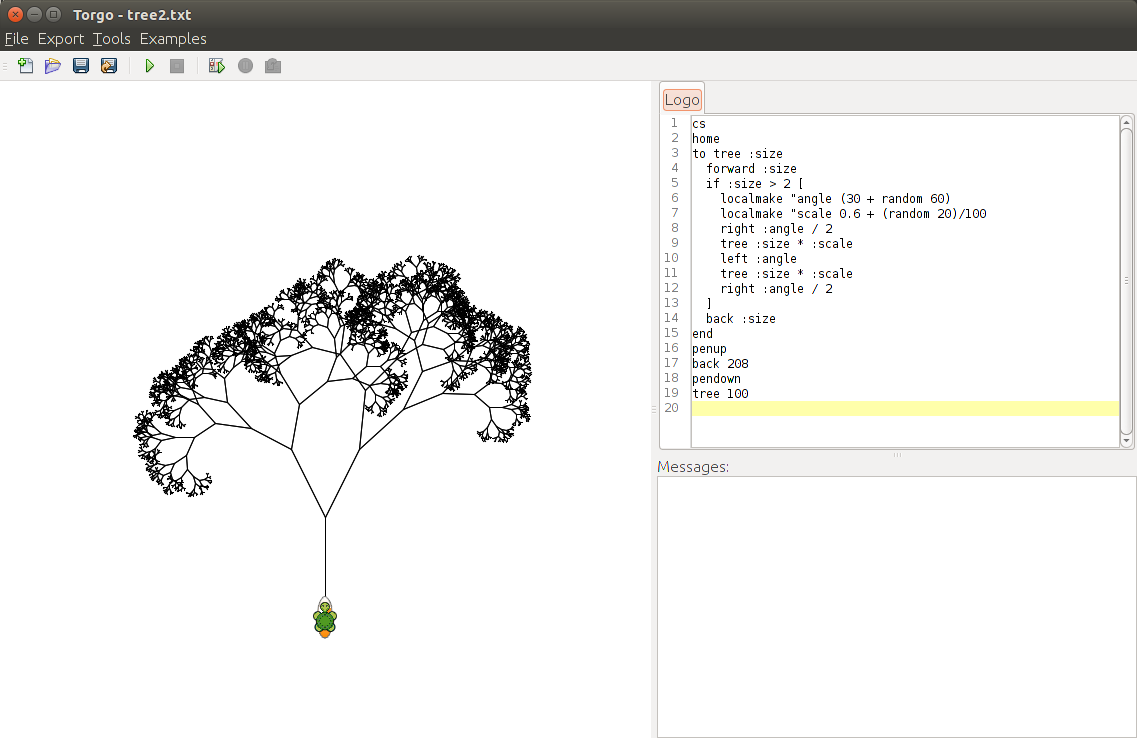 Torgo - tree2.txt
File Export Tools Examples
Logo
1 cs
2 home
3 to tree :size
4   forward :size
5   if :size > 2 [
6     localmake "angle (30 + random 60)
7     localmake "scale 0.6 + (random 20)/100
8     right :angle / 2
9     tree :size * :scale
10     left :angle
11     tree :size * :scale
12     right :angle / 2
13   ]
14   back :size
15 end
16 penup
17 back 208
18 pendown
19 tree 100
20
Messages: